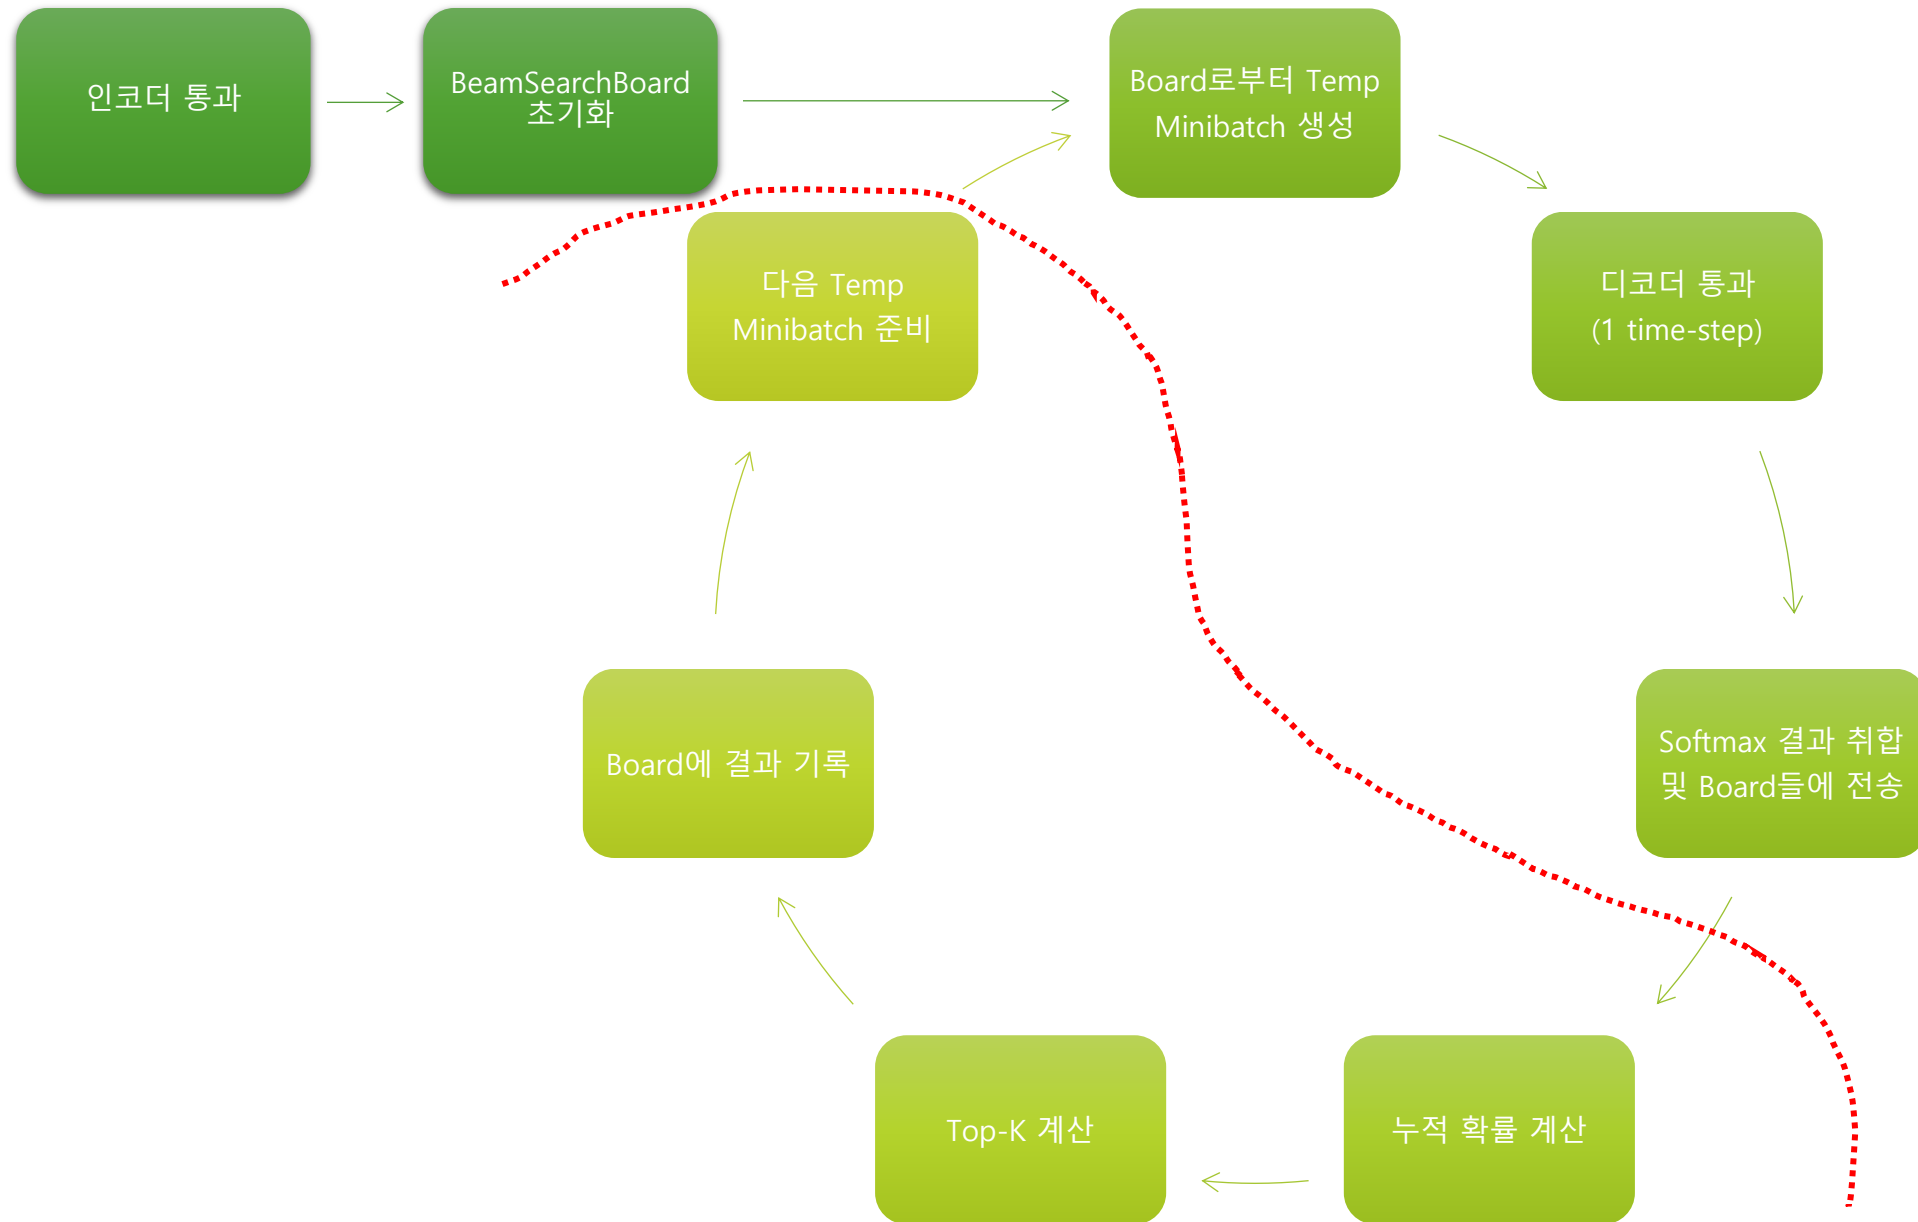 인코더 통과
BeamSearchBoard
초기화
Board로부터 Temp
Minibatch 생성
디코더 통과
(1 time-step)
Softmax 결과 취합
및 Board들에 전송
누적 확률 계산
Top-K 계산
Board에 결과 기록
다음 Temp
Minibatch 준비